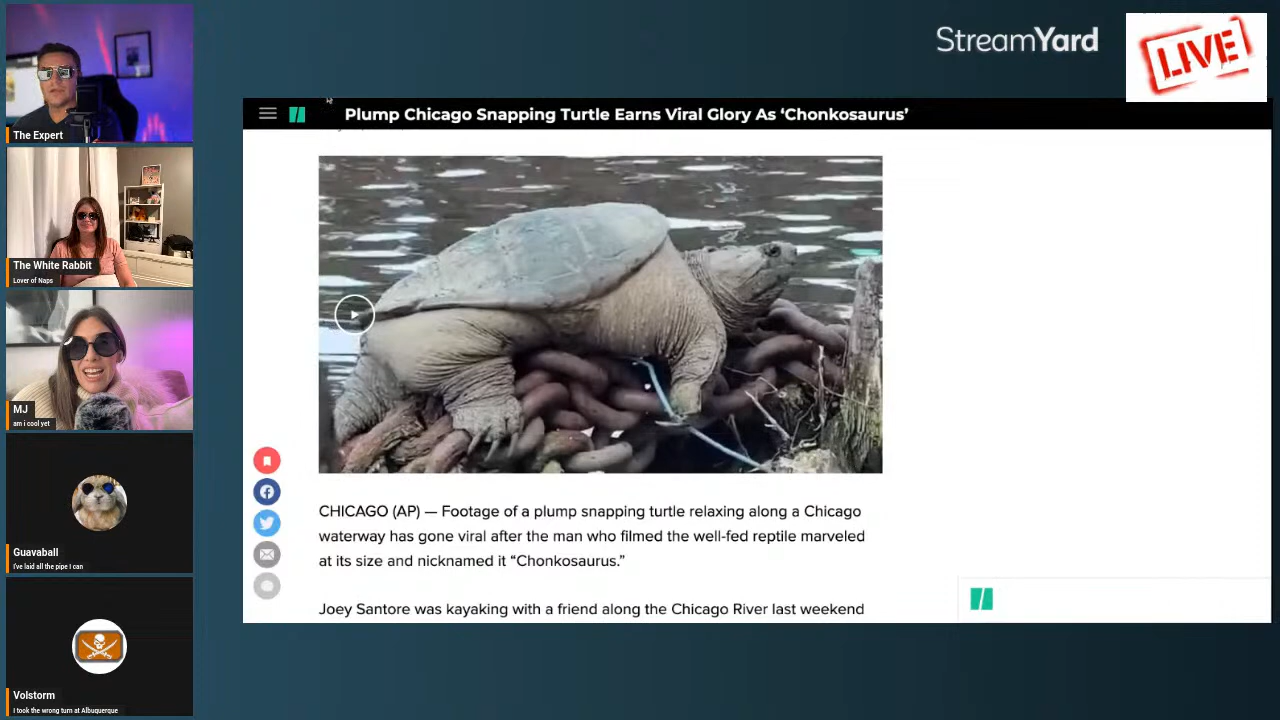 StreamYard
LIVE
Plump Chicago Snapping Turtle Earns Viral Glory As ‘Chonkosaurus’
The Expert
The White Rabbit
Lover of Naps
MJ
am i cool yet
Guavaball
I've laid all the pipe I can
Volstorm
I took the wrong turn at Albuquerque
CHICAGO (AP) — Footage of a plump snapping turtle relaxing along a Chicago
waterway has gone viral after the man who filmed the well-fed reptile marveled
at its size and nicknamed it “Chonkosaurus.”
Joey Santore was kayaking with a friend along the Chicago River last weekend